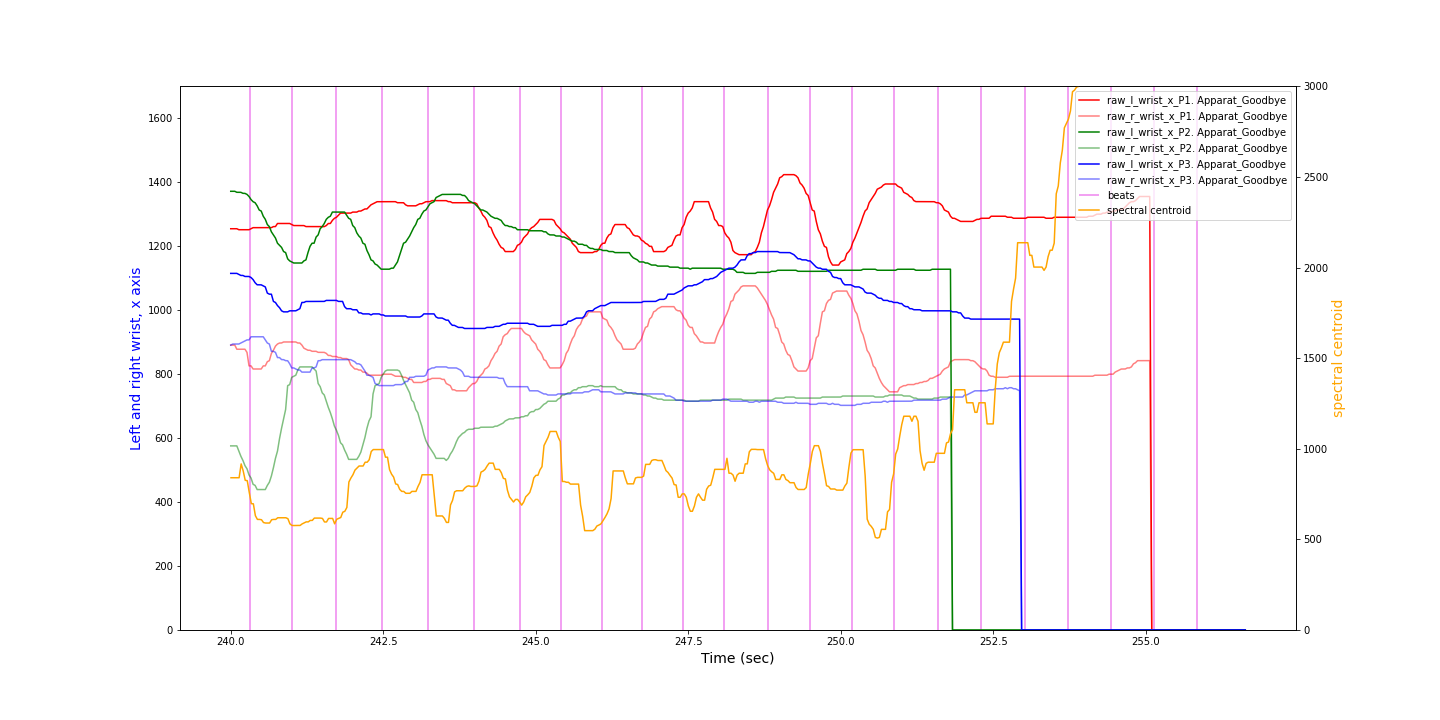 raw_l_wrist_x_P1. Apparat_Goodbye
raw_r_wrist_x_P1. Apparat_Goodbye
raw_l_wrist_x_P2. Apparat_Goodbye
raw_r_wrist_x_P2. Apparat_Goodbye
raw_l_wrist_x_P3. Apparat_Goodbye
raw_r_wrist_x_P3. Apparat_Goodbye
beats
spectral centroid
Left and right wrist, x axis
1600
1400
1200
1000
800
600
400
200
0
3000
2500
2000
1500
1000
500
0
spectral centroid
240.0 242.5 245.0 247.5 250.0 252.5 255.0
Time (sec)